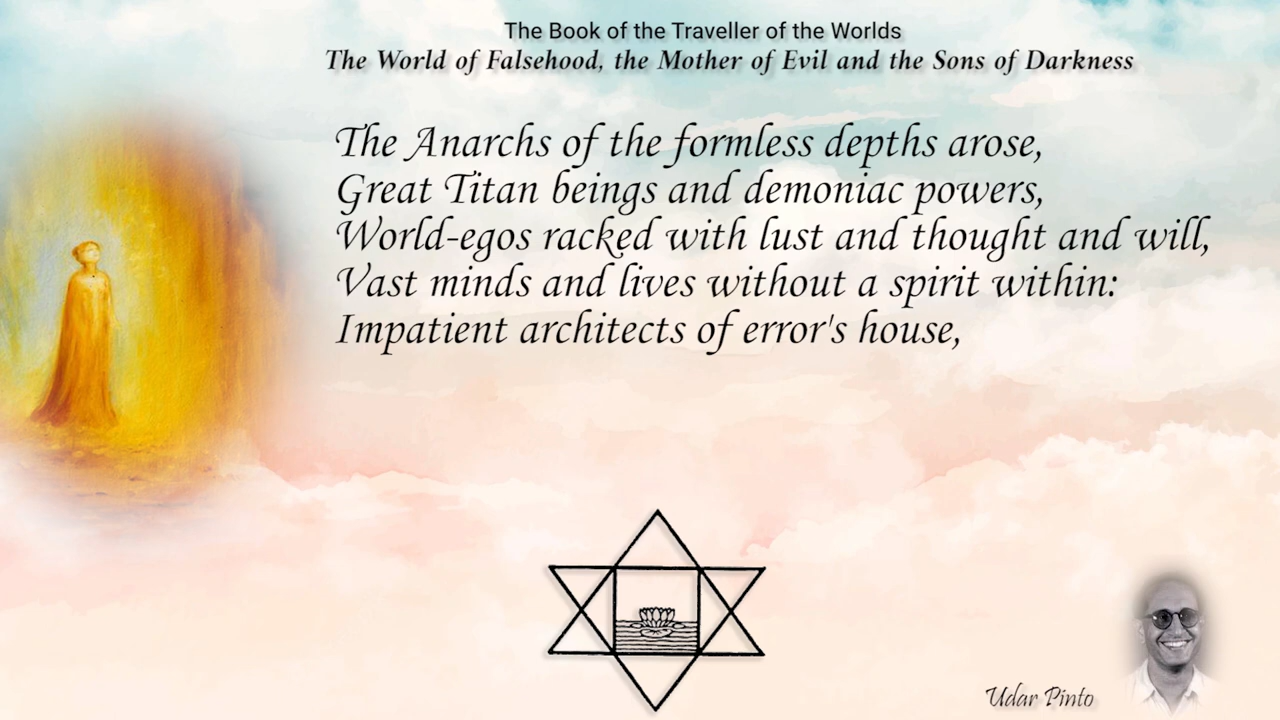 The Book of the Traveller of the Worlds
The World of Falsehood, the Mother of Evil and the Sons of Darkness
The Anarchs of the formless depths arose,
Great Titan beings and demoniac powers,
World-egos racked with lust and thought and will,
Vast minds and lives without a spirit within:
Impatient architects of error's house,
Udar Pinto